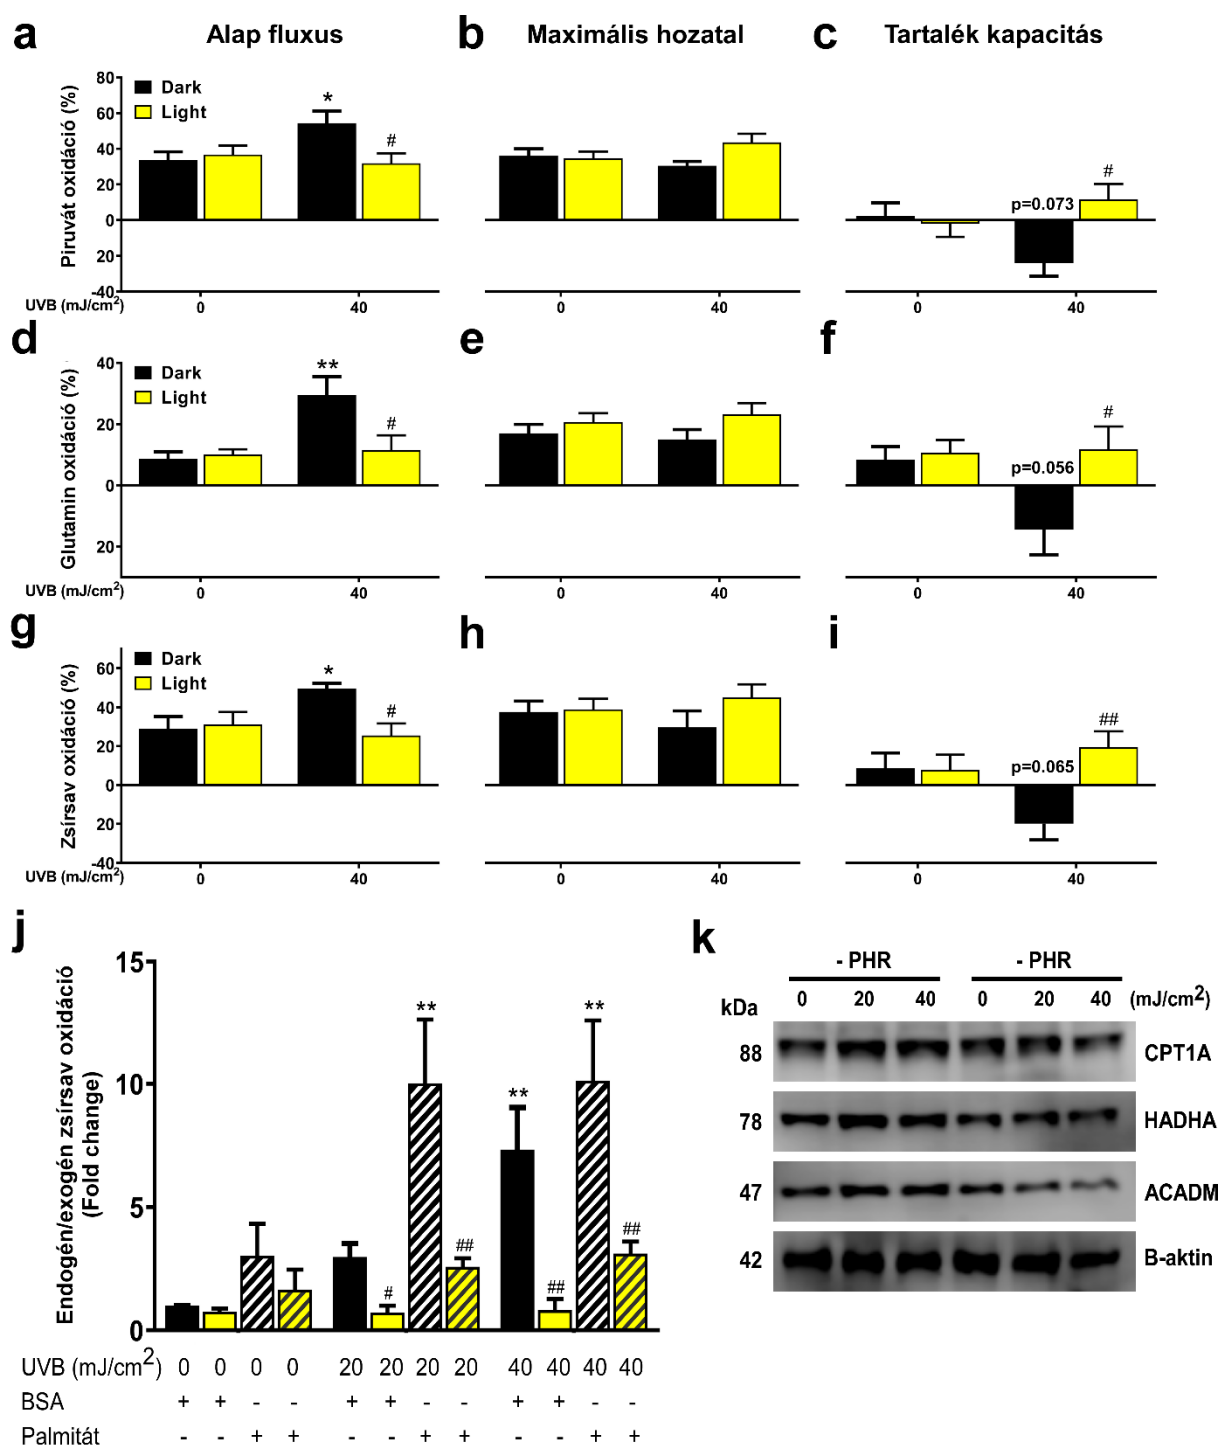 a Alap fluxus b Maximális hozatal c Tartalék kapacitás
Piruvát oxidáció (%)
80
60
40
20
0
20
-40
Dark
Light
*
#
p=0.073
#
UVB (mJ/cm2) 0 40 0 40 0 40
d e f
Glutamin oxidáció (%)
40
20
0
20
Dark
Light
**
#
p=0.056
#
UVB (mJ/cm2) 0 40 0 40 0 40
g h i
Zsírsav oxidáció (%)
60
40
20
0
20
-40
Dark
Light
*
#
p=0.065
##
UVB (mJ/cm2) 0 40 0 40 0 40
j
Endogén/exogén zsírsav oxidáció
(Fold change)
15
10
5
0
#
**
##
**
##
**
##
UVB (mJ/cm2) 0 0 0 0 20 20 20 20 40 40 40 40
BSA + + - - + + - - + + - -
Palmitát - - + + - - + + - - + +
k
- PHR - PHR
kDa 0 20 40 0 20 40 (mJ/cm2)
88 CPT1A
78 HADHA
47 ACADM
42 B-aktin